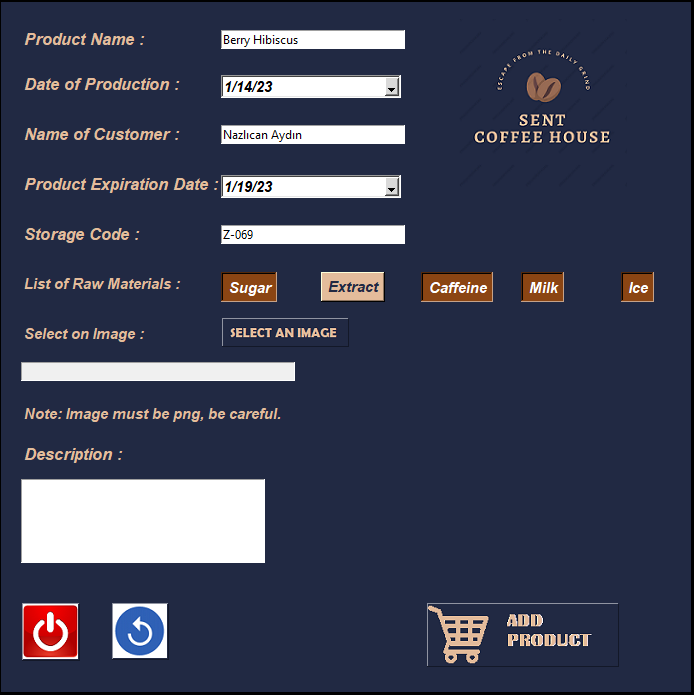 Product Name :
Berry Hibiscus
ESCAPE FROM THE DAILY GRIND
Date of Production :
1/14/23
SENT
COFFEE HOUSE
Name of Customer :
Nazlıcan Aydın
Product Expiration Date :
1/19/23
Storage Code :
Z-069
List of Raw Materials :
Sugar
Extract
Caffeine
Milk
Ice
Select on Image :
SELECT AN IMAGE
Note: Image must be png, be careful.
Description :
ADD
PRODUCT